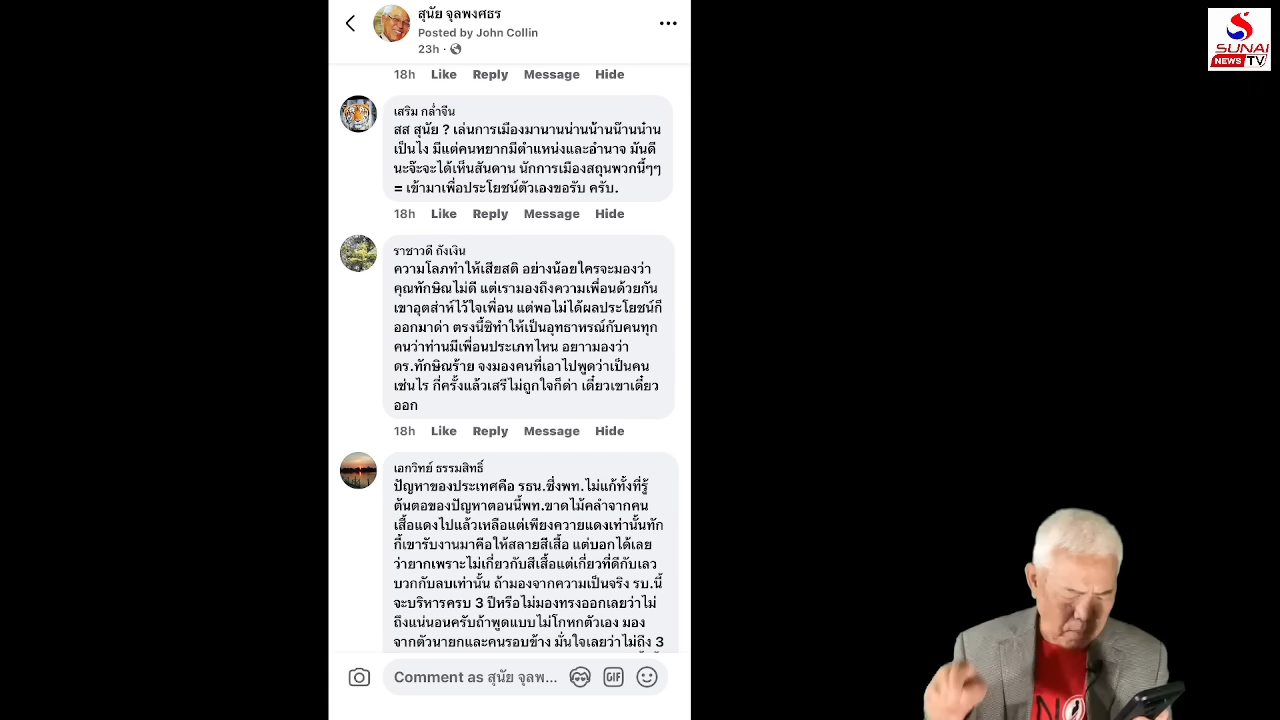 สุนัย จุลพงศธร
Posted by John Collin
23h
18h Like Reply Message Hide
เสริม กล่ำจีน
สส สุนัย ? เล่นการเมืองมานานน่านน้านน๊านน๋าน
เป็นไง มีแต่คนหยากมีตำแหน่งและอำนาจ มันดี
นะจ๊ะจะได้เห็นสันดาน นักการเมืองสถุนพวกนี้ๆๆ
= เข้ามาเพื่อประโยชน์ตัวเองขอรับ ครับ.
18h Like Reply Message Hide
ราชาวดี ถังเงิน
ความโลภทำให้เสียสติ อย่างน้อยใครจะมองว่า
คุณทักษิณไม่ดี แต่เรามองถึงความเพื่อนด้วยกัน
เขาอุตส่าห์ไว้ใจเพื่อน แต่พอไม่ได้ผลประโยชน์ก็
ออกมาด่า ตรงนี้ซิทำให้เป็นอุทธาหรณ์กับคนทุก
คนว่าท่านมีเพื่อนประเภทไหน อยาามองว่า
ดร.ทักษิณร้าย จงมองคนที่เอาไปพูดว่าเป็นคน
เช่นไร กี่ครั้งแล้วเสรีไม่ถูกใจก็ด่า เดี๋ยวเขาเดี๋ยว
ออก
18h Like Reply Message Hide
เอกวิทย์ ธรรมสิทธิ์
ปัญหาของประเทศคือ รธน.ซึ่งพท.ไม่แก้ทั้งที่รู้
ต้นตอของปัญหาตอนนี้พท.ขาดไม้คล้ำจากคน
เสื้อแดงไปแล้วเหลือแต่เพียงควายแดงเท่านั้นทัก
กี้เขารับงานมาคือให้สลายสีเสื้อ แต่บอกได้เลย
ว่ายากเพราะไม่เกี่ยวกับสีเสื้อแต่เกี่ยวที่ดีกับเลว
บวกกับลบเท่านั้น ถ้ามองจากความเป็นจริง รบ.นี้
จะบริหารครบ 3 ปีหรือไม่มองทรงออกเลยว่าไม่
ถึงแน่นอนครับถ้าพูดแบบไม่โกหกตัวเอง มอง
จากตัวนายกและคนรอบข้าง มั่นใจเลยว่าไม่ถึง 3
Comment as สุนัย จุลพ...
GIF
SUNAI
NEWS TV